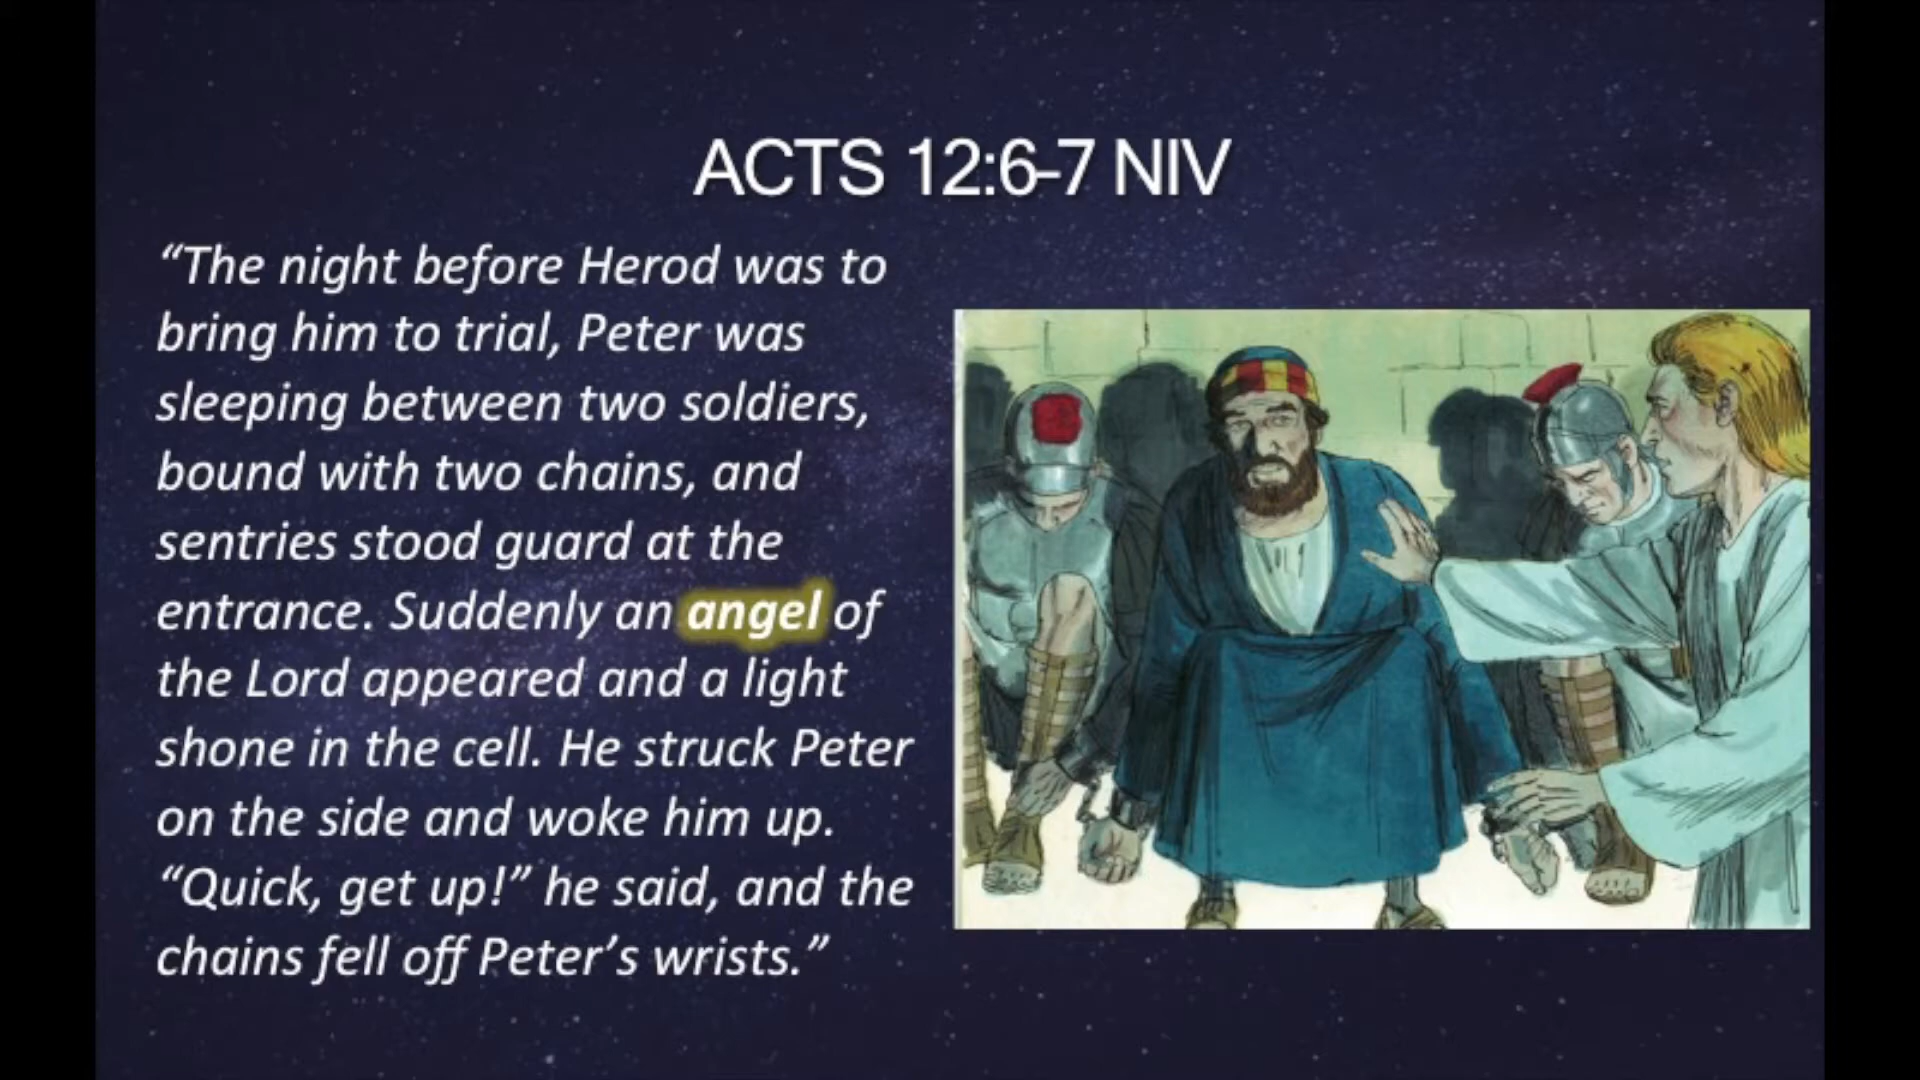 ACTS 12:6-7 NIV
“The night before Herod was to
bring him to trial, Peter was
sleeping between two soldiers,
bound with two chains, and
sentries stood guard at the
entrance. Suddenly an angel of
the Lord appeared and a light
shone in the cell. He struck Peter
on the side and woke him up.
“Quick, get up!” he said, and the
chains fell off Peter’s wrists.”